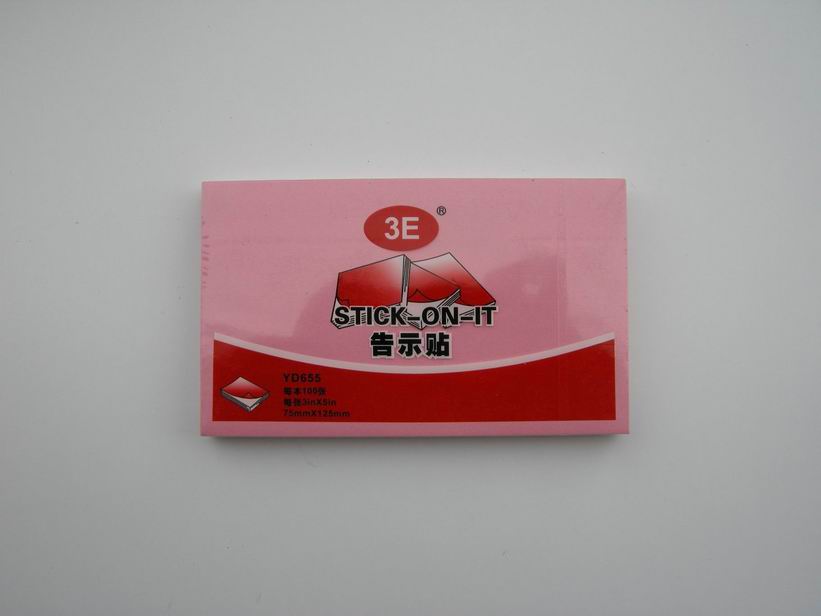 3E
®
STICK-ON-IT
告示贴
YD655
每本100张
每张3inX5in
75mmX125mm